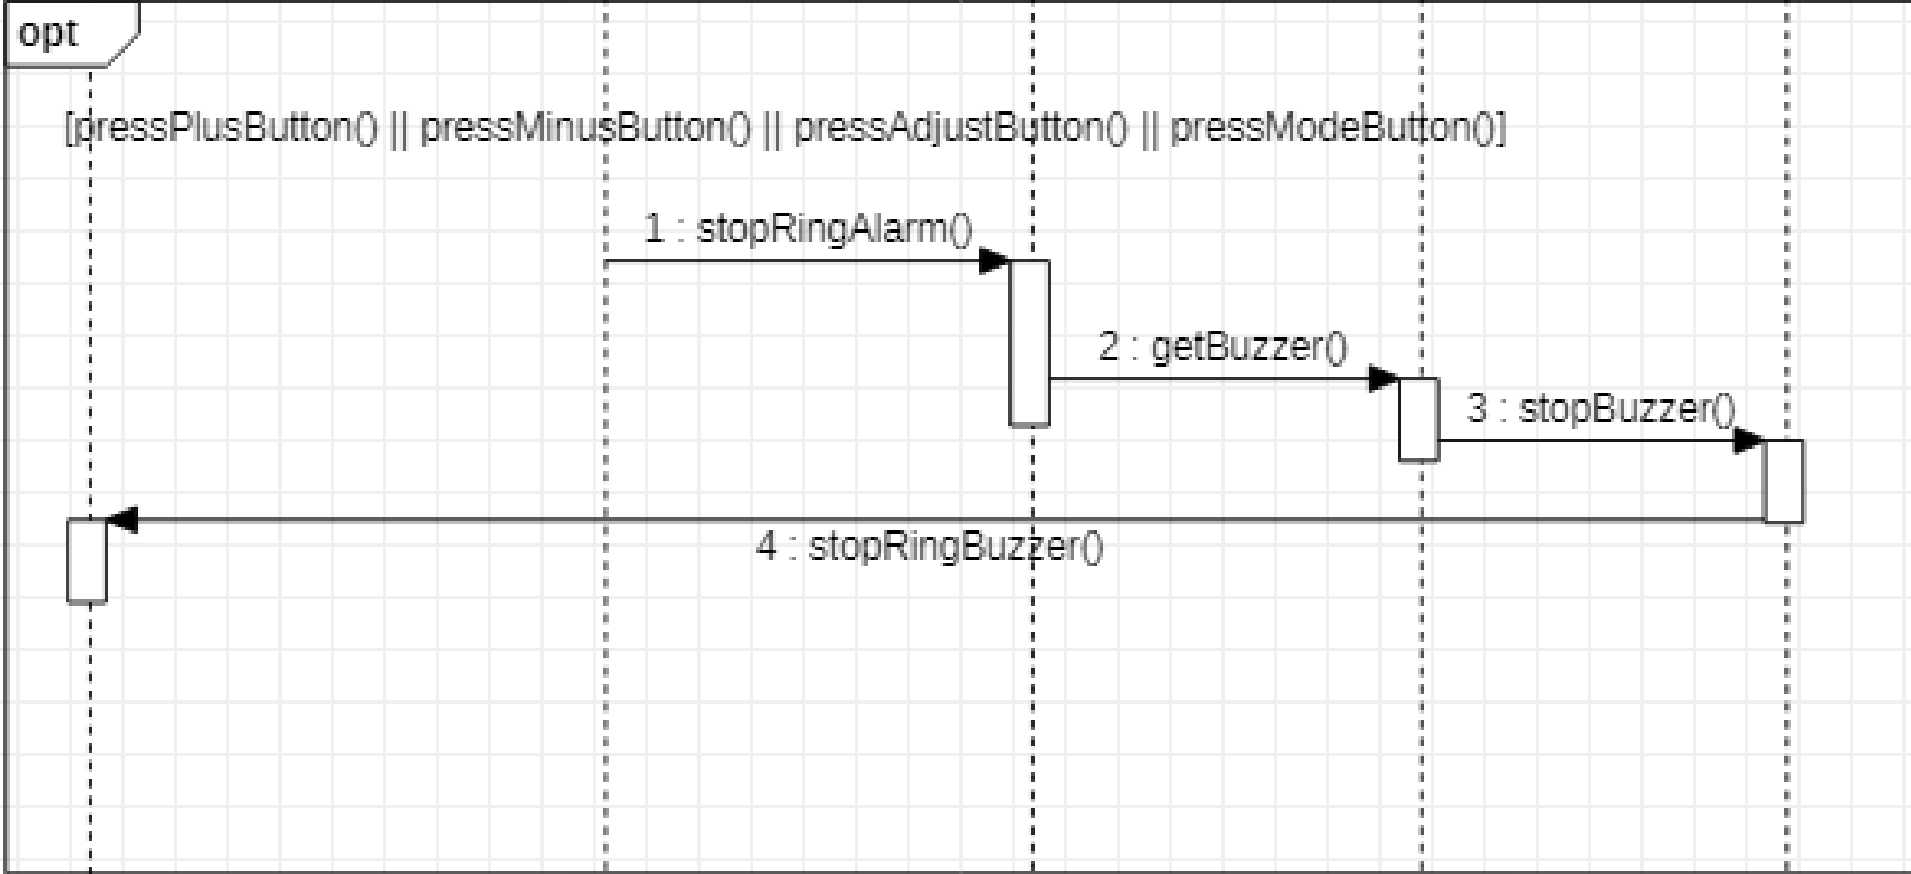 opt
[pressPlusButton() || pressMinusButton() || pressAdjustButton() || pressModeButton()]
1 : stopRingAlarm()
2 : getBuzzer()
3 : stopBuzzer()
4 : stopRingBuzzer()